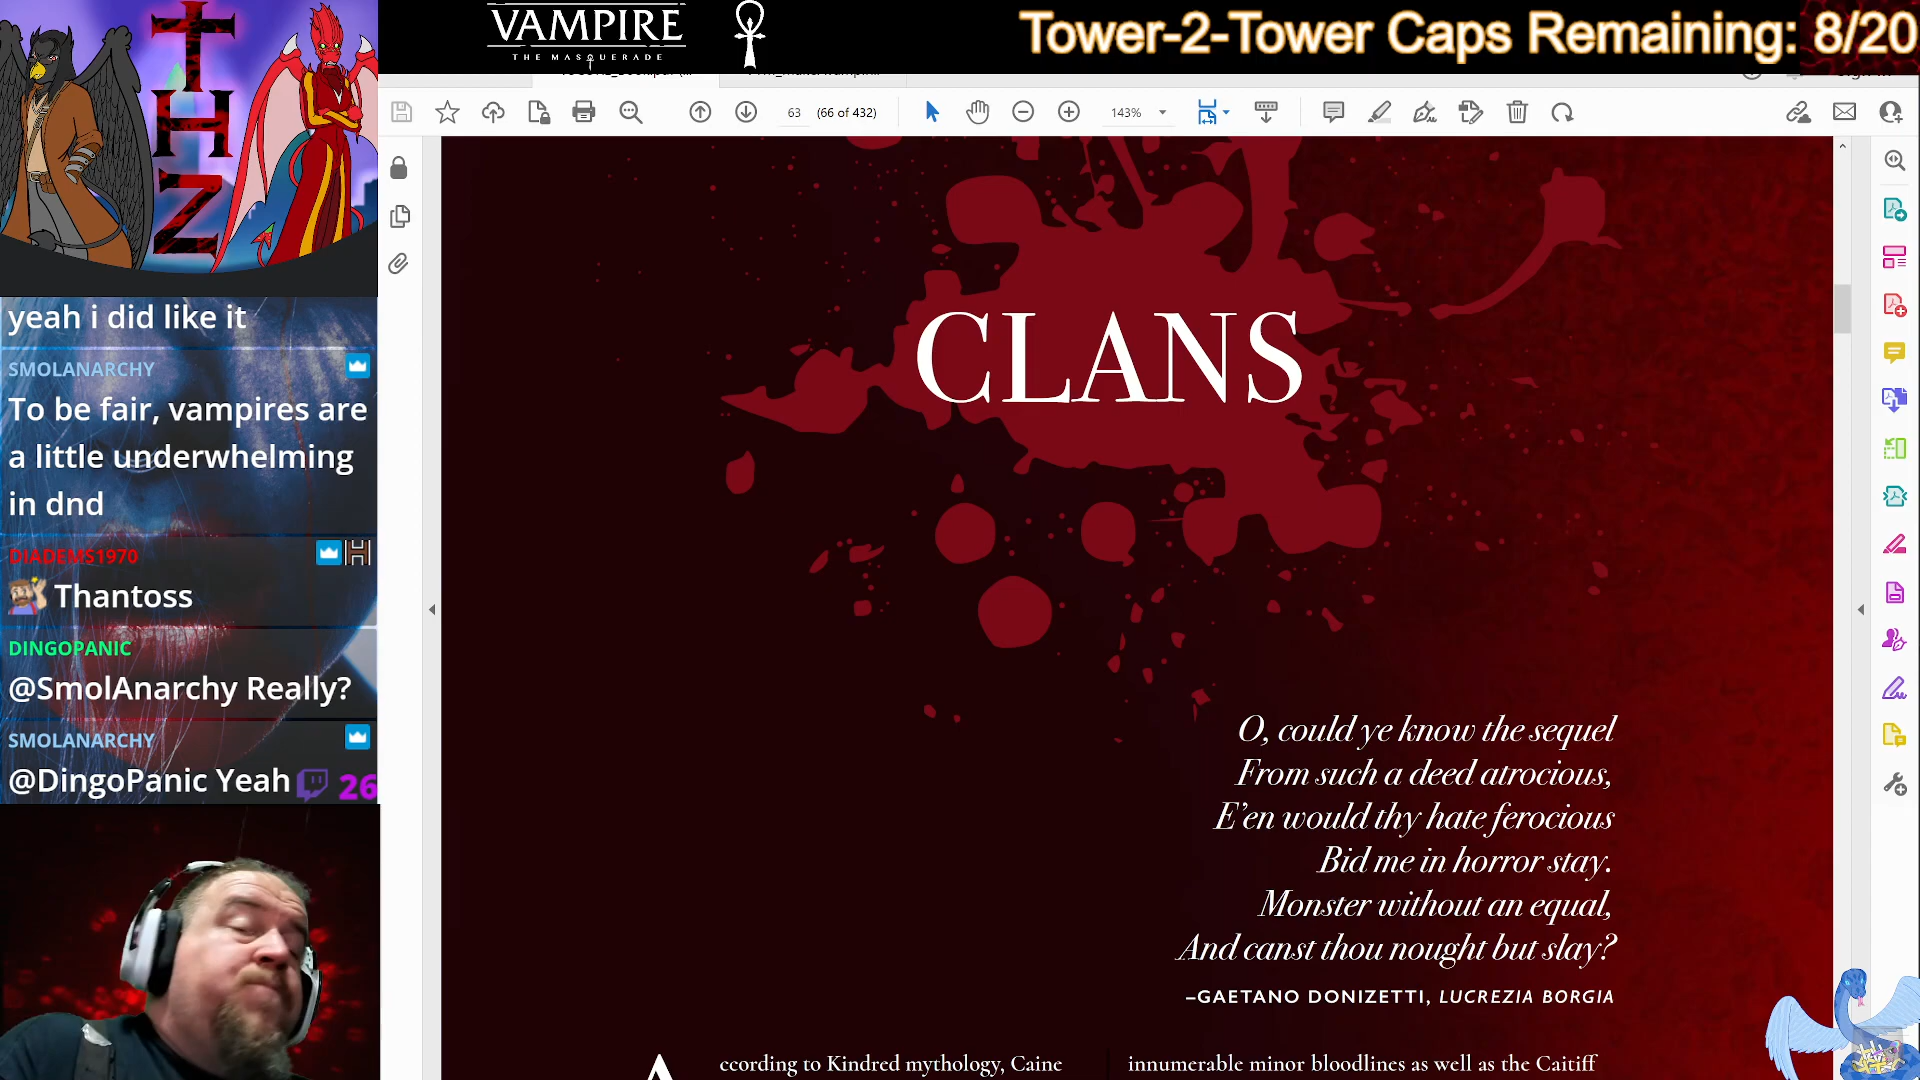 THZ
VAMPIRE
THE MASQUERADE
Tower-2-Tower Caps Remaining: 8/20
63 (66 of 432)
143%
yeah i did like it
SMOLANARCHY
To be fair, vampires are
a little underwhelming
in dnd
DIADEMS1970
Thantoss
DINGOPANIC
@SmolAnarchy Really?
SMOLANARCHY
@DingoPanic Yeah
26
CLANS
O, could ye know the sequel
From such a deed atrocious,
E'en would thy hate ferocious
Bid me in horror stay.
Monster without an equal,
And canst thou nought but slay?
–GAETANO DONIZETTI, LUCREZIA BORGIA
According to Kindred mythology, Caine
innumerable minor bloodlines as well as the Caitiff